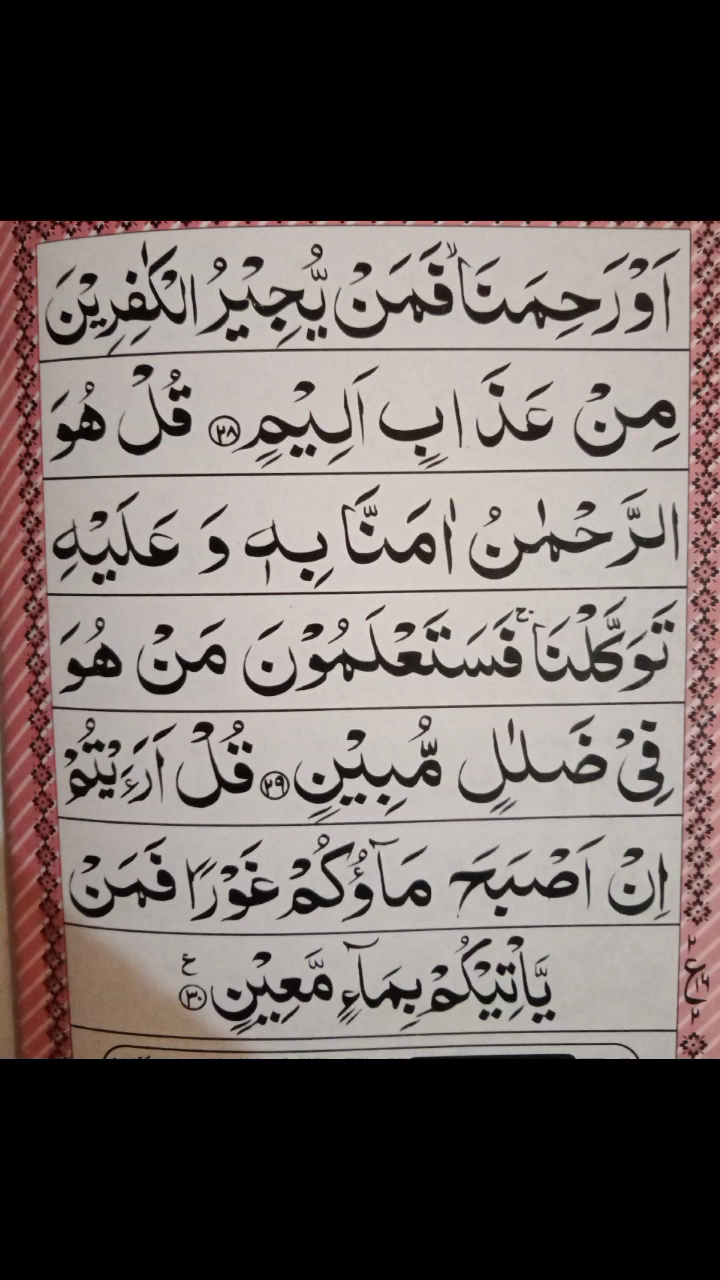 اَوْ رَحِمَنَا ۙ فَمَنْ يُّجِيْرُ الْكٰفِرِيْنَ
مِنْ عَذَابٍ اَلِيْمٍ ﴿۲۸﴾ قُلْ هُوَ
الرَّحْمٰنُ اٰمَنَّا بِهٖ وَ عَلَيْهِ
تَوَكَّلْنَا ۚ فَسَتَعْلَمُوْنَ مَنْ هُوَ
فِيْ ضَلٰلٍ مُّبِيْنٍ ﴿۲۹﴾ قُلْ اَرَءَيْتُمْ
اِنْ اَصْبَحَ مَآؤُكُمْ غَوْرًا فَمَنْ
يَّاْتِيْكُمْ بِمَآءٍ مَّعِيْنٍ ﴿۳۰﴾ ع